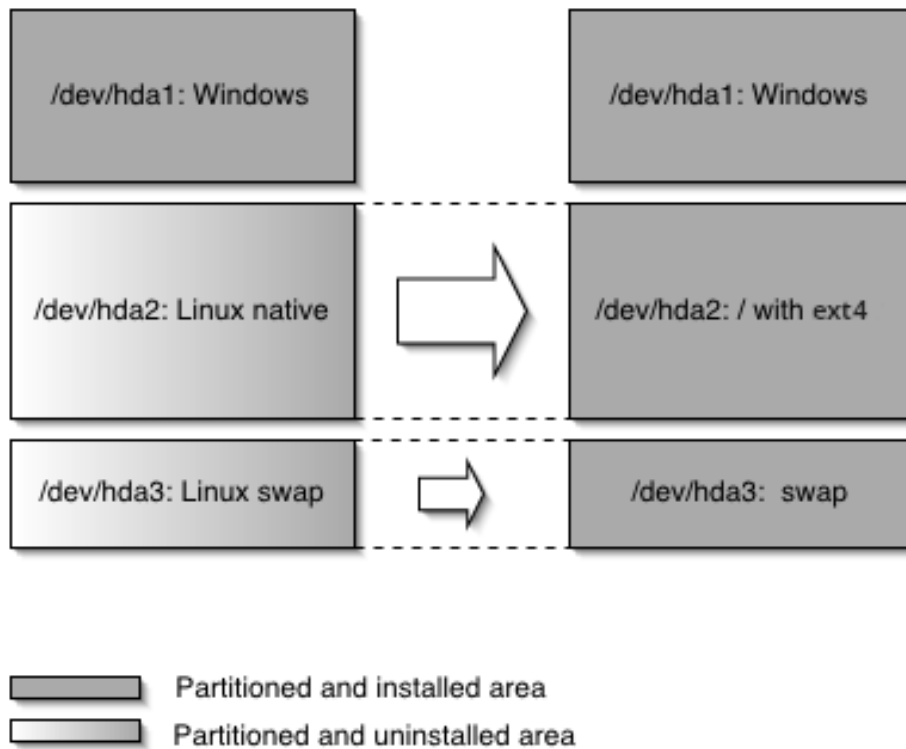 /dev/hda1: Windows
/dev/hda1: Windows
/dev/hda2: Linux native
/dev/hda2: / with ext4
/dev/hda3: Linux swap
/dev/hda3: swap
Partitioned and installed area
Partitioned and uninstalled area